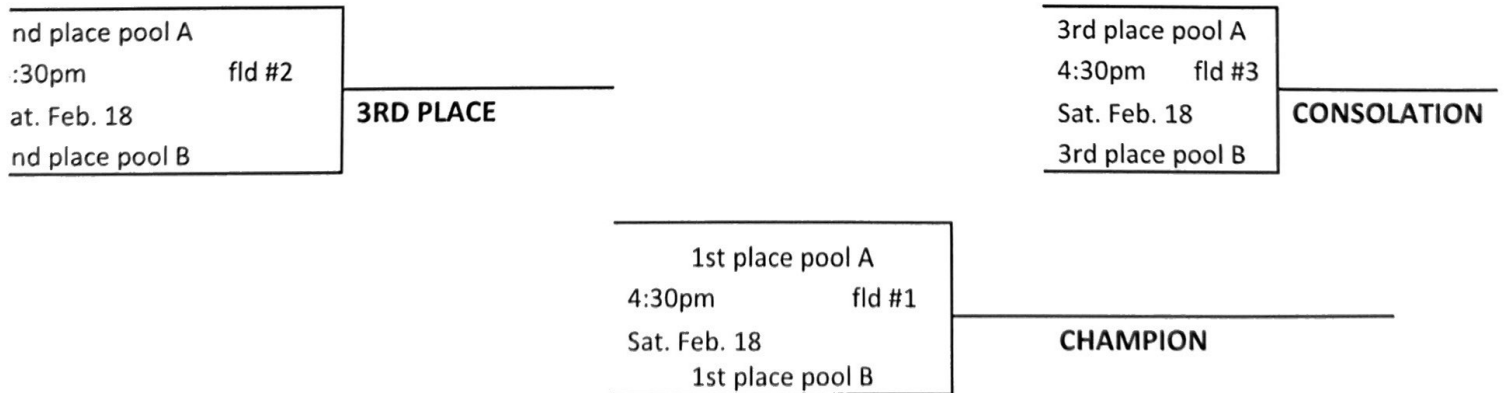 nd place pool A
:30pm fld #2
at. Feb. 18
nd place pool B
3RD PLACE
3rd place pool A
4:30pm fld #3
Sat. Feb. 18
3rd place pool B
CONSOLATION
1st place pool A
4:30pm fld #1
Sat. Feb. 18
1st place pool B
CHAMPION